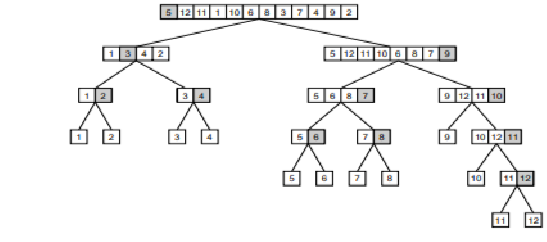 5 12 11 1 10 6 8 3 7 4 9 2
1 3 4 2 5 12 11 10 6 8 7 9
1 2 3 4 5 6 8 7 9 12 11 10
1 2 3 4 5 6 7 8 9 10 12 11
5 6 7 8 10 11 12
11 12